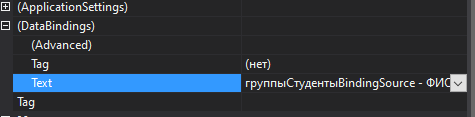 (ApplicationSettings)
(DataBindings)
(Advanced)
Tag (нет)
Text группыСтудентыBindingSource - ФИО
Tag